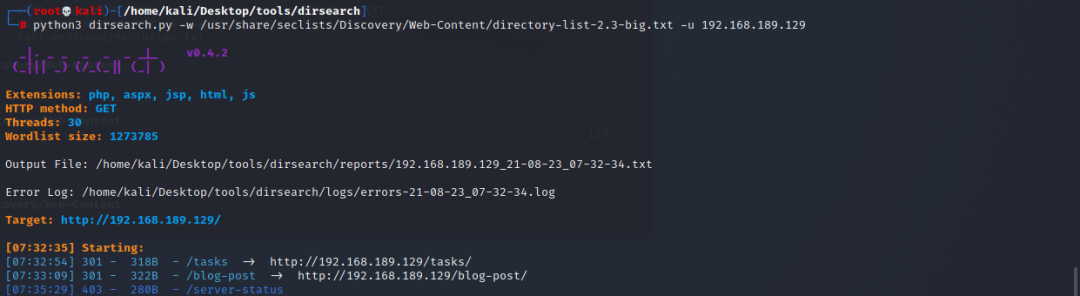 (root💀kali)-[/home/kali/Desktop/tools/dirsearch]
# python3 dirsearch.py -w /usr/share/seclists/Discovery/Web-Content/directory-list-2.3-big.txt -u 192.168.189.129
v0.4.2
Extensions: php, aspx, jsp, html, js
HTTP method: GET
Threads: 30
Wordlist size: 1273785
Output File: /home/kali/Desktop/tools/dirsearch/reports/192.168.189.129_21-08-23_07-32-34.txt
Error Log: /home/kali/Desktop/tools/dirsearch/logs/errors-21-08-23_07-32-34.log
Target: http://192.168.189.129/
[07:32:35] Starting:
[07:32:54] 301 - 318B - /tasks → http://192.168.189.129/tasks/
[07:33:09] 301 - 322B - /blog-post → http://192.168.189.129/blog-post/
[07:35:29] 403 - 280B - /server-status